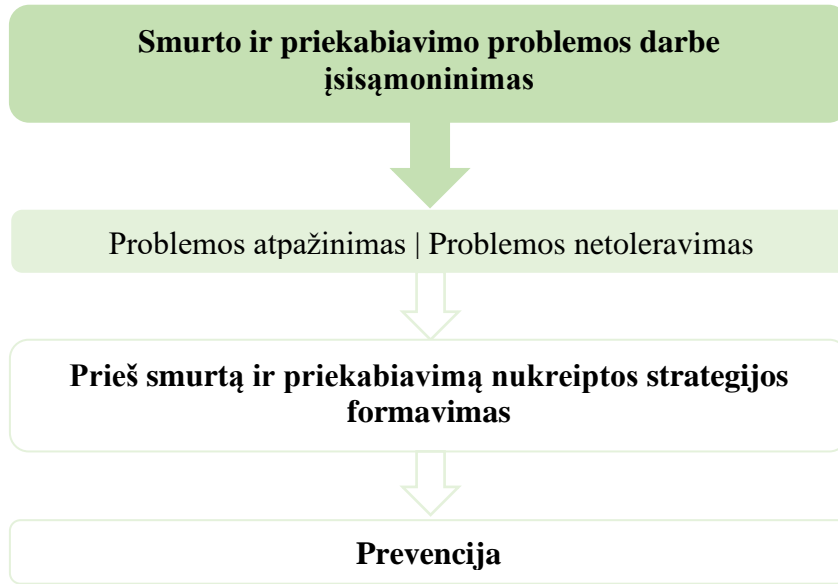 Smurto ir priekabiavimo problemos darbe
įsisąmoninimas
Problemos atpažinimas | Problemos netoleravimas
Prieš smurtą ir priekabiavimą nukreiptos strategijos
formavimas
Prevencija